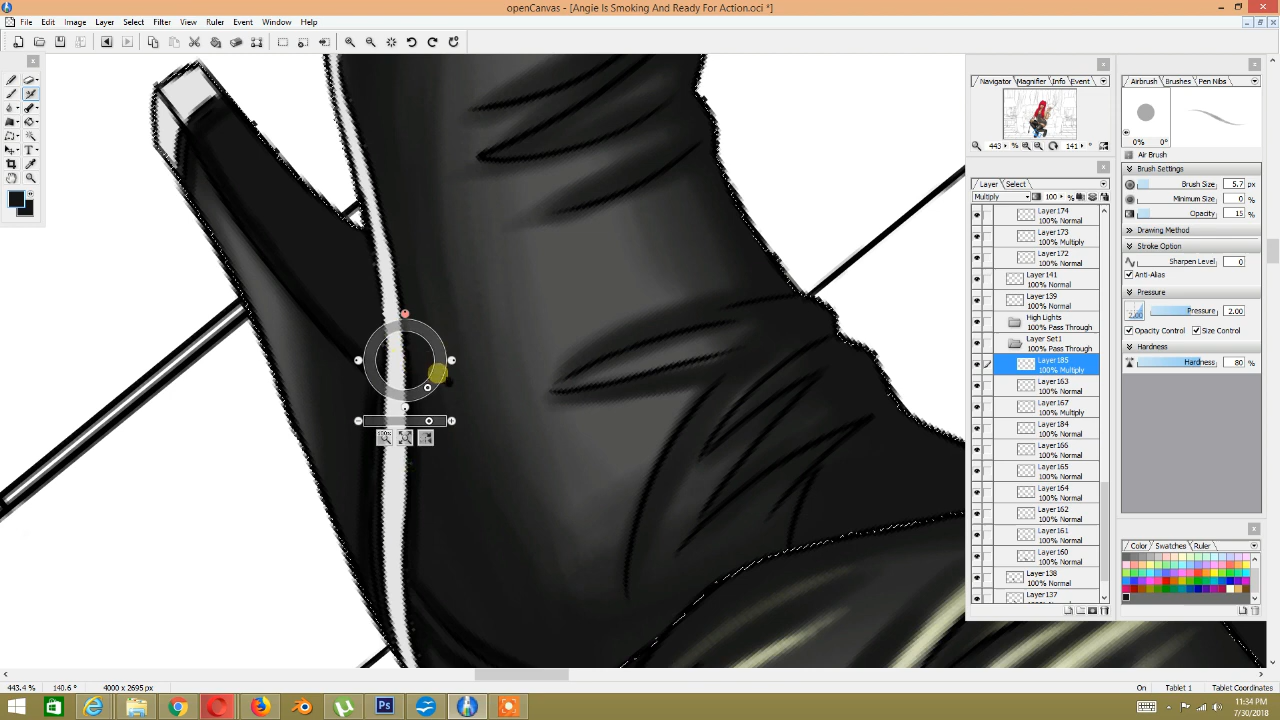 openCanvas - [Angie Is Smoking And Ready For Action.oci *]
File Edit View Layer Select Filter Ruler Event Window Help
Navigator Magnifier Info Event
443 % 141 °
Layer Select
Multiply 100 %
Layer174
100% Normal
Layer173
100% Multiply
Layer172
100% Normal
Layer141
100% Normal
Layer139
100% Normal
High Lights
100% Pass Through
Layer Set1
100% Pass Through
Layer185
100% Multiply
Layer163
100% Normal
Layer167
100% Multiply
Layer184
100% Normal
Layer166
100% Normal
Layer165
100% Normal
Layer164
100% Normal
Layer162
100% Normal
Layer161
100% Normal
Layer160
100% Normal
Layer138
100% Normal
Layer137
Airbrush Brushes Pen Nibs
0% 0°
Air Brush
Brush Settings
Brush Size 5.7 px
Minimum Size 0 %
Opacity 15 %
Drawing Method
Stroke Option
Sharpen Level 0
Anti-Alias
Pressure
2.00 Pressure 2.00
Opacity Control Size Control
Hardness
Hardness 80 %
Color Swatches Ruler
100%
443.4 % 140.6 ° 4000 x 2695 px On Tablet 1 Tablet Coordinates
Ps
11:34 PM
7/30/2018